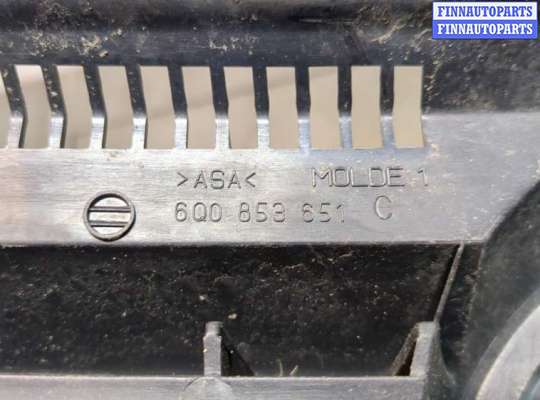 FINNAUTOPARTS
FINNAUTOPARTS
>ASA< MOLDE 1
6Q0 853 651 C